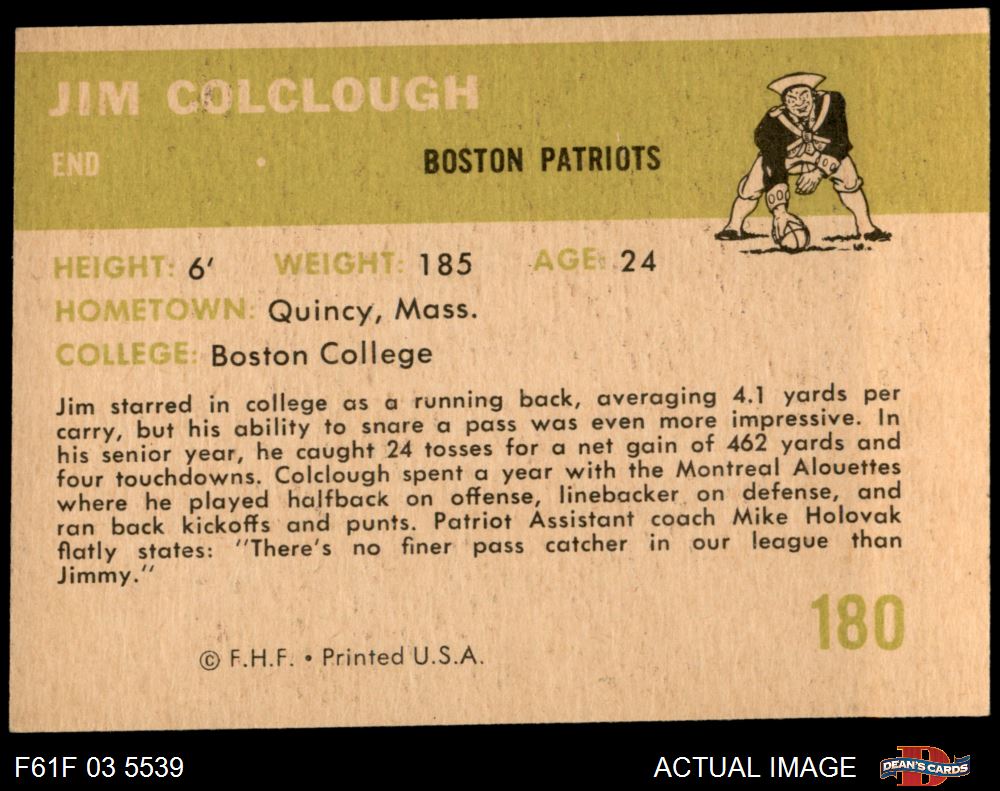 JIM COLCLOUGH
END • BOSTON PATRIOTS
HEIGHT: 6' WEIGHT: 185 AGE: 24
HOMETOWN: Quincy, Mass.
COLLEGE: Boston College
Jim starred in college as a running back, averaging 4.1 yards per
carry, but his ability to snare a pass was even more impressive. In
his senior year, he caught 24 tosses for a net gain of 462 yards and
four touchdowns. Colclough spent a year with the Montreal Alouettes
where he played halfback on offense, linebacker on defense, and
ran back kickoffs and punts. Patriot Assistant coach Mike Holovak
flatly states: "There's no finer pass catcher in our league than
Jimmy."
180
© F.H.F. • Printed U.S.A.
F61F 03 5539
ACTUAL IMAGE
D
DEAN'S CARDS